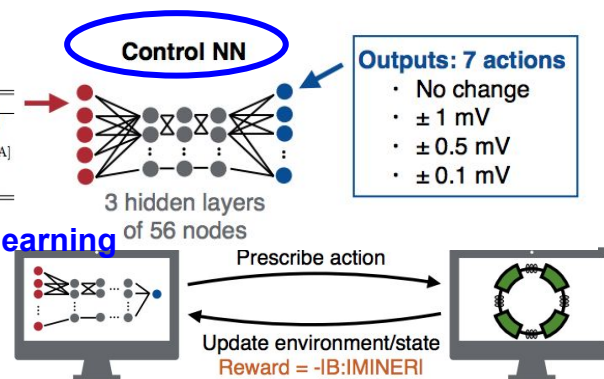 Control NN
Outputs: 7 actions
· No change
· ± 1 mV
· ± 0.5 mV
· ± 0.1 mV
A]
3 hidden layers
of 56 nodes
earning
Prescribe action
Update environment/state
Reward = -IB:IMINERI